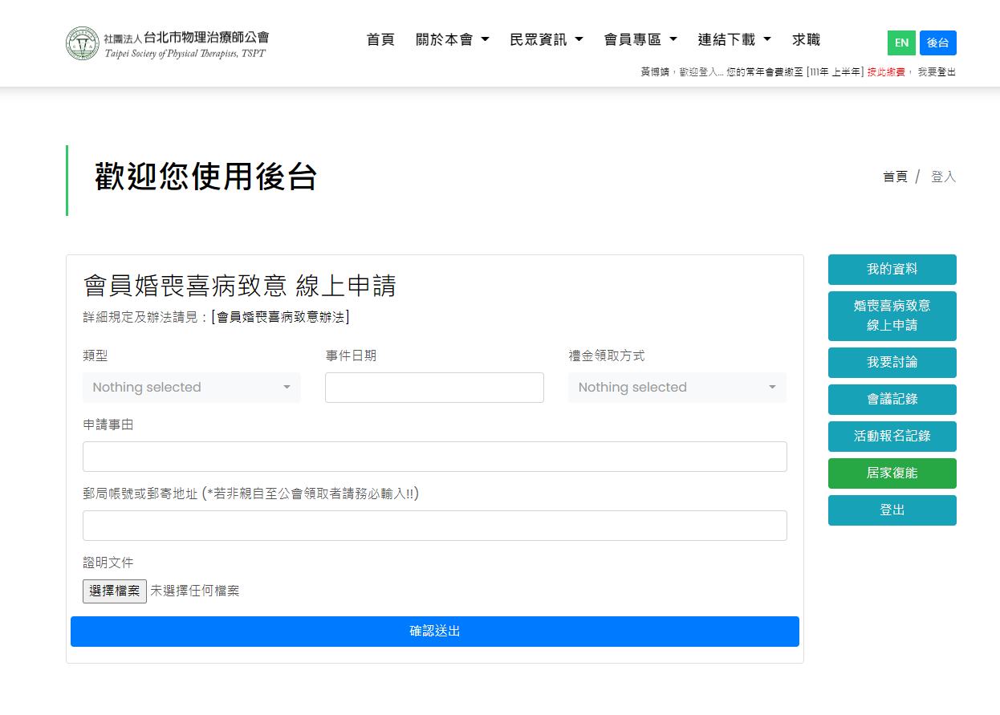 社團法人台北市物理治療師公會
Taipei Society of Physical Therapists, TSPT
首頁 關於本會 民眾資訊 會員專區 連結下載 求職
EN 後台
黃博婧，歡迎登入... 您的常年會費繳至 [111年 上半年] 按此繳費， 我要登出
歡迎您使用後台
首頁 / 登入
會員婚喪喜病致意 線上申請
詳細規定及辦法請見：[會員婚喪喜病致意辦法]
類型 事件日期 禮金領取方式
Nothing selected Nothing selected
申請事由
郵局帳號或郵寄地址 (*若非親自至公會領取者請務必輸入!!)
證明文件
選擇檔案 未選擇任何檔案
確認送出
我的資料
婚喪喜病致意
線上申請
我要討論
會議記錄
活動報名記錄
居家復能
登出